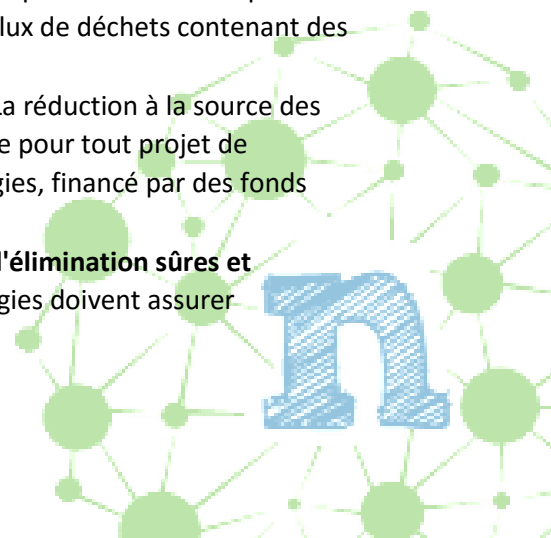 lux de déchets contenant des
La réduction à la source des
e pour tout projet de
gies, financé par des fonds
d'élimination sûres et
gies doivent assurer
n